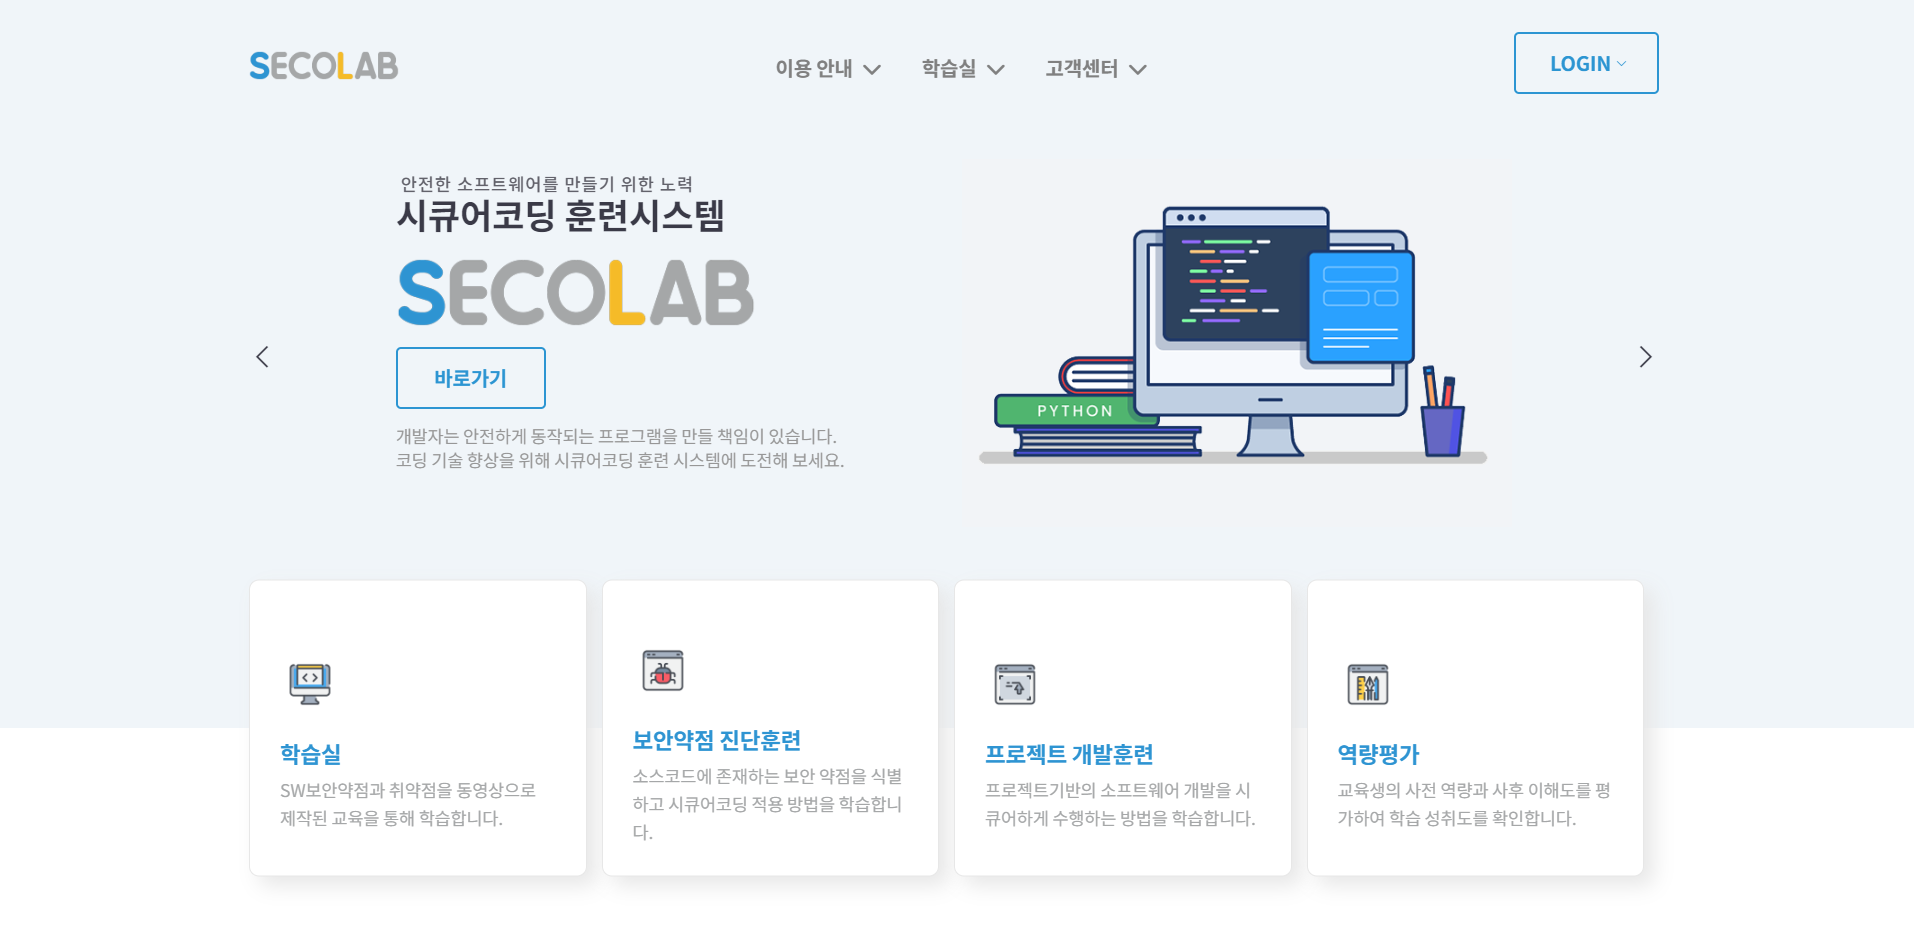 SECOLAB
이용 안내
학습실
고객센터
LOGIN
안전한 소프트웨어를 만들기 위한 노력
시큐어코딩 훈련시스템
SECOLAB
바로가기
개발자는 안전하게 동작되는 프로그램을 만들 책임이 있습니다.
코딩 기술 향상을 위해 시큐어코딩 훈련 시스템에 도전해 보세요.
PYTHON
학습실
SW보안약점과 취약점을 동영상으로
제작된 교육을 통해 학습합니다.
보안약점 진단훈련
소스코드에 존재하는 보안 약점을 식별
하고 시큐어코딩 적용 방법을 학습합니
다.
프로젝트 개발훈련
프로젝트기반의 소프트웨어 개발을 시
큐어하게 수행하는 방법을 학습합니다.
역량평가
교육생의 사전 역량과 사후 이해도를 평
가하여 학습 성취도를 확인합니다.